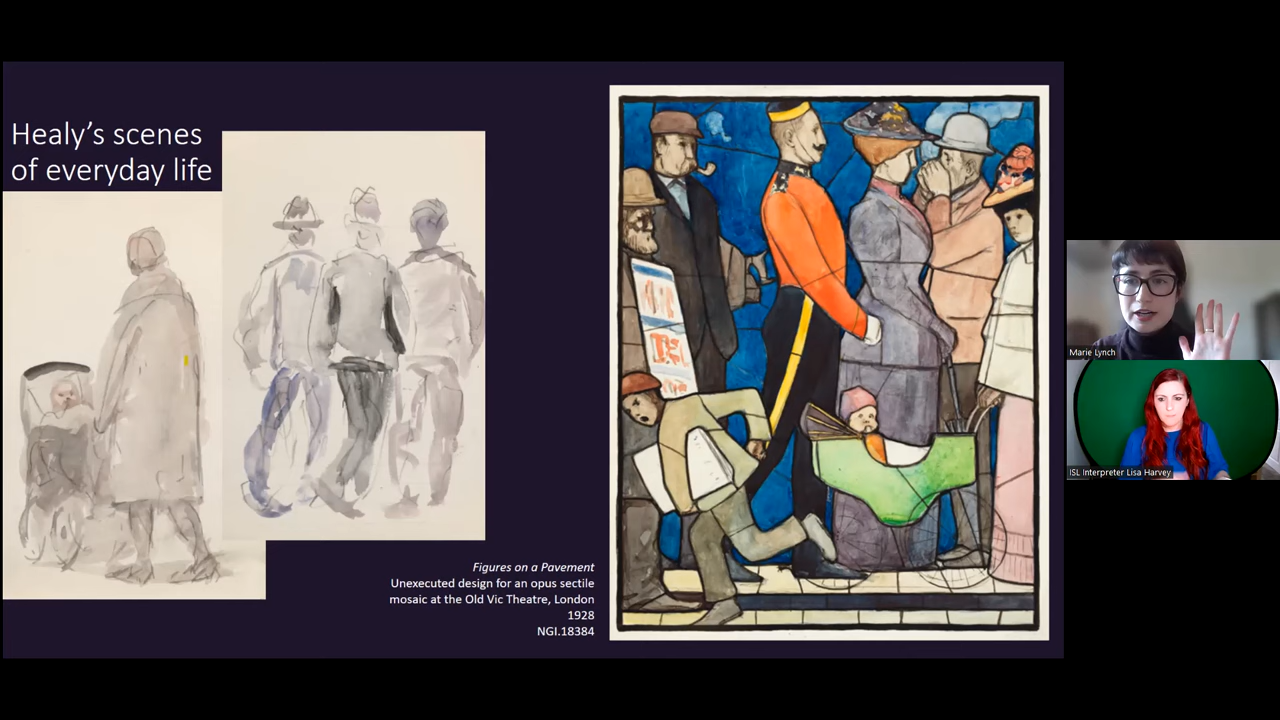 Healy's scenes
of everyday life
Figures on a Pavement
Unexecuted design for an opus sectile
mosaic at the Old Vic Theatre, London
1928
NGI.18384
Marie Lynch
ISL Interpreter Lisa Harvey